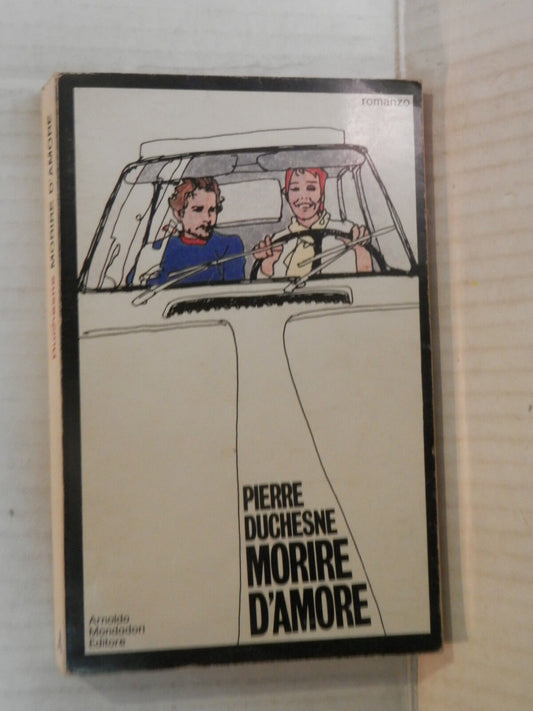 romanzo
PIERRE
DUCHESNE
MORIRE
D'AMORE
Arnoldo
Mondadori
Editore
Duchesne MORIRE D'AMORE